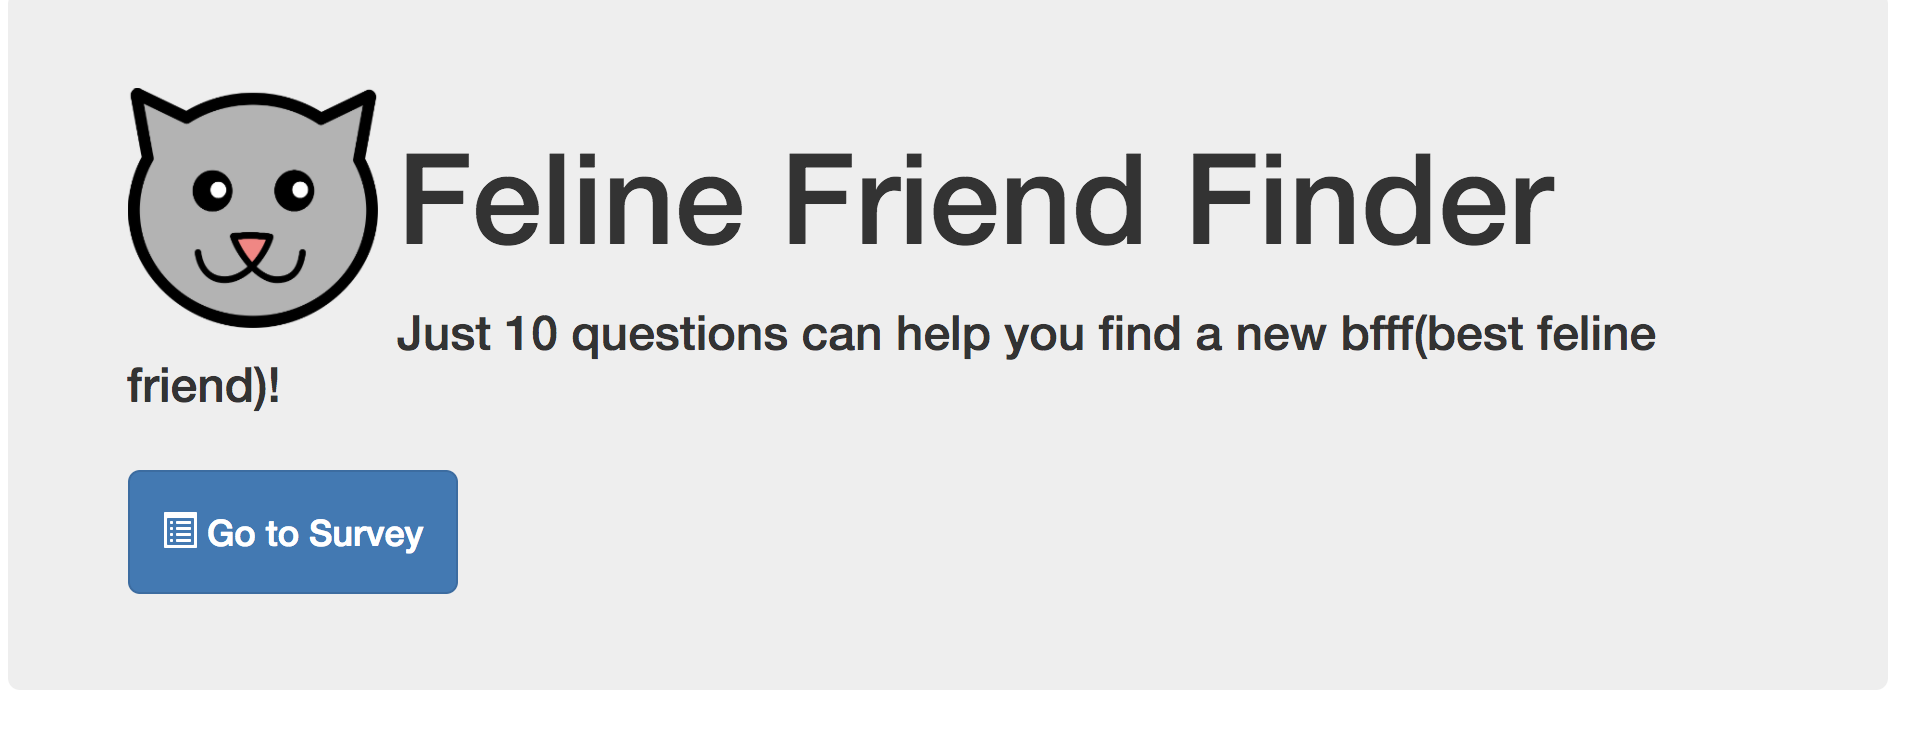 Feline Friend Finder
Just 10 questions can help you find a new bfff(best feline
friend)!
Go to Survey